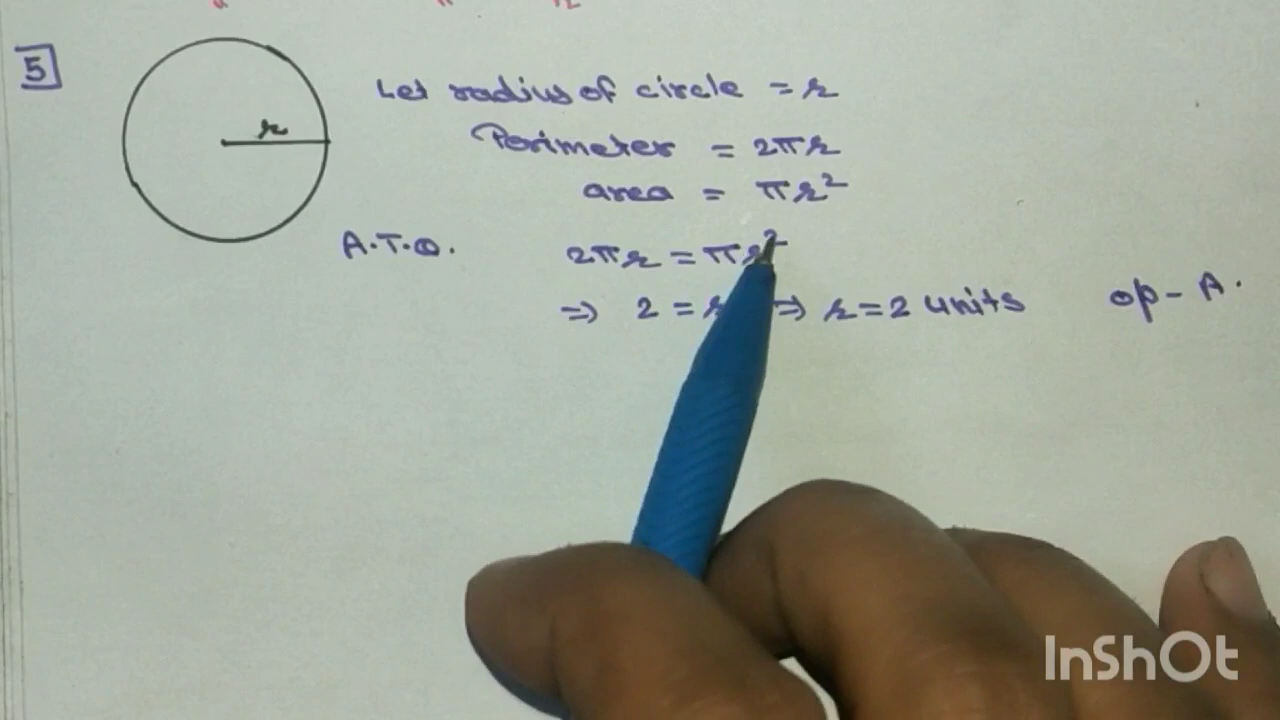 5
r
Let radius of circle = r
Perimeter = 2πr
area = πr²
A.T.Q. 2πr = πr²
⇒ 2 = r ⇒ r = 2 units op - A.
InShOt